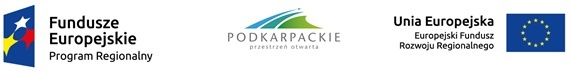 Fundusze
Europejskie
Program Regionalny
PODKARPACKIE
przestrzeń otwarta
Unia Europejska
Europejski Fundusz
Rozwoju Regionalnego